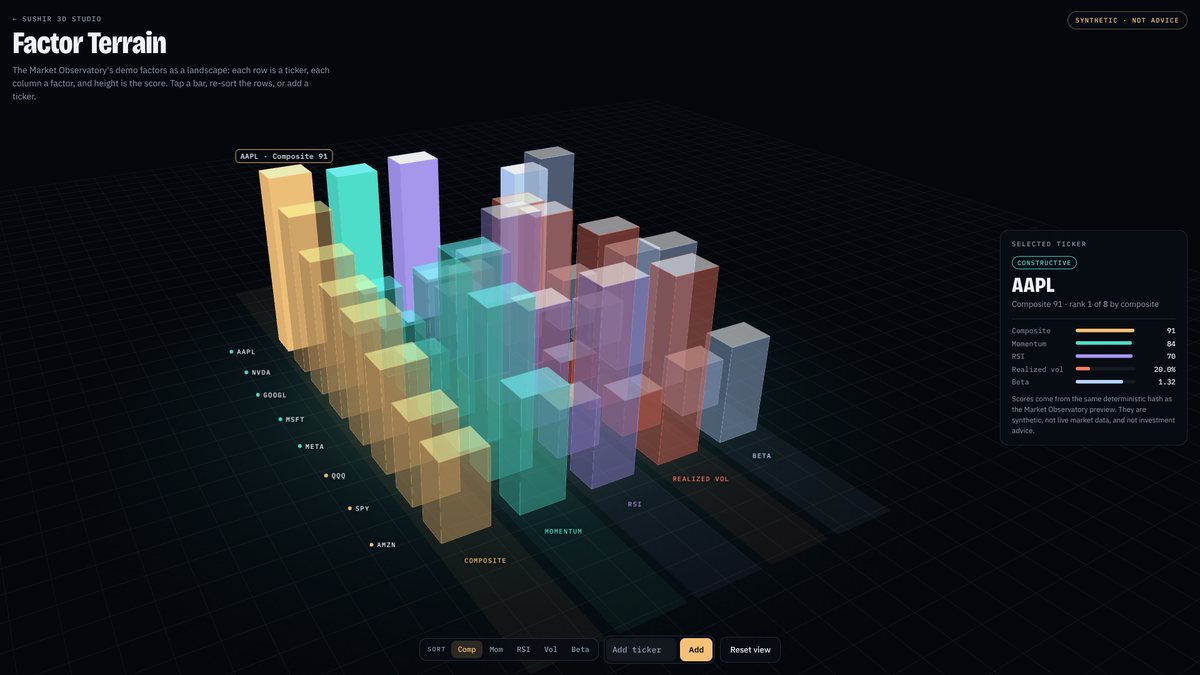 ← SUSHIR 3D STUDIO
SYNTHETIC · NOT ADVICE
Factor Terrain
The Market Observatory's demo factors as a landscape: each row is a ticker, each
column a factor, and height is the score. Tap a bar, re-sort the rows, or add a
ticker.
AAPL · Composite 91
SELECTED TICKER
CONSTRUCTIVE
AAPL
Composite 91 · rank 1 of 8 by composite
Composite 91
Momentum 84
RSI 70
Realized vol 20.0%
Beta 1.32
Scores come from the same deterministic hash as
the Market Observatory preview. They are
synthetic, not live market data, and not investment
advice.
AAPL
NVDA
GOOGL
MSFT
META
QQQ
SPY
AMZN
BETA
REALIZED VOL
RSI
MOMENTUM
COMPOSITE
SORT Comp Mom RSI Vol Beta Add ticker Add Reset view